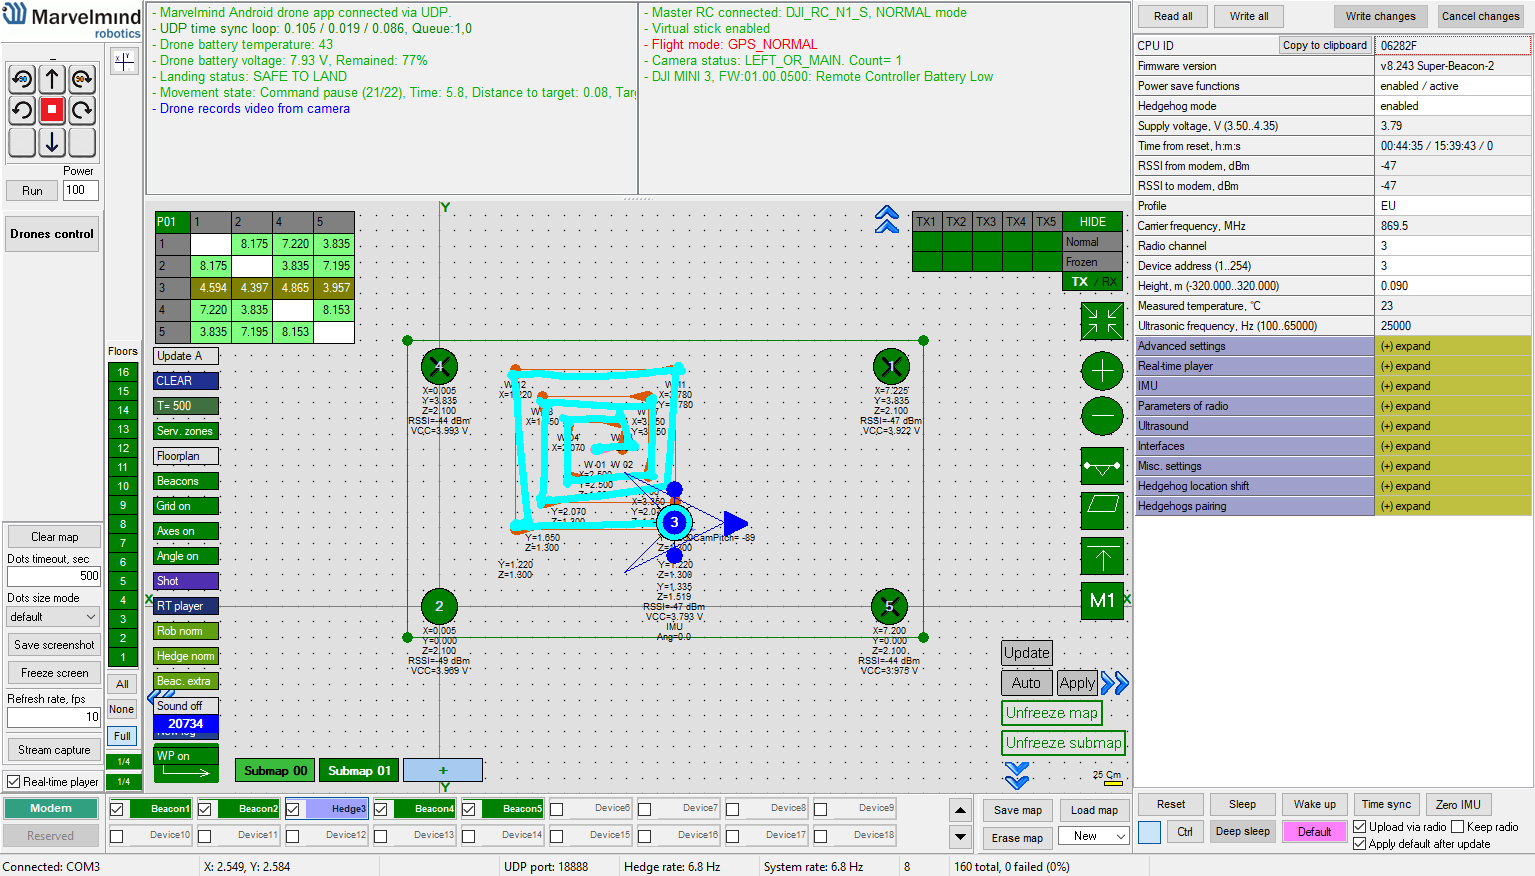 Marvelmind
robotics
- Marvelmind Android drone app connected via UDP.
- UDP time sync loop: 0.105 / 0.019 / 0.086, Queue:1,0
- Drone battery temperature: 43
- Drone battery voltage: 7.93 V, Remained: 77%
- Landing status: SAFE TO LAND
- Movement state: Command pause (21/22), Time: 5.8, Distance to target: 0.08, Tar
- Drone records video from camera
- Master RC connected: DJI_RC_N1_S, NORMAL mode
- Virtual stick enabled
- Flight mode: GPS_NORMAL
- Camera status: LEFT_OR_MAIN. Count= 1
- DJI MINI 3, FW:01.00.0500: Remote Controller Battery Low
Read all Write all Write changes Cancel changes
CPU ID Copy to clipboard 06282F
Firmware version v8.243 Super-Beacon-2
Power save functions enabled / active
Hedgehog mode enabled
Supply voltage, V (3.50..4.35) 3.79
Time from reset, h:m:s 00:44:35 / 15:39:43 / 0
RSSI from modem, dBm -47
RSSI to modem, dBm -47
Profile EU
Carrier frequency, MHz 869.5
Radio channel 3
Device address (1..254) 3
Height, m (-320.000..320.000) 0.090
Measured temperature, °C 23
Ultrasonic frequency, Hz (100..65000) 25000
Advanced settings (+) expand
Real-time player (+) expand
IMU (+) expand
Parameters of radio (+) expand
Ultrasound (+) expand
Interfaces (+) expand
Misc. settings (+) expand
Hedgehog location shift (+) expand
Hedgehogs pairing (+) expand
Power
Run 100
Drones control
Clear map
Dots timeout, sec
500
Dots size mode
default
Save screenshot
Freeze screen
Refresh rate, fps
10
Stream capture
Real-time player
Floors
16
15
14
13
12
11
10
9
8
7
6
5
4
3
2
1
All
None
Full
1/4
1/4
P01 1 2 4 5
1 8.175 7.220 3.835
2 8.175 3.835 7.195
3 4.594 4.397 4.865 3.957
4 7.220 3.835 8.153
5 3.835 7.195 8.153
Update A
CLEAR
T= 500
Serv. zones
Floorplan
Beacons
Grid on
Axes on
Angle on
Shot
RT player
Rob norm
Hedge norm
Beac. extra
Sound off
20734
WP on
Y
TX1 TX2 TX3 TX4 TX5 HIDE
Normal
Frozen
TX / RX
4
X=0.005
Y=3.835
Z=2.100
RSSI=-44 dBm
VCC=3.993 V
1
X=7.225
Y=3.835
Z=2.100
RSSI=-47 dBm
VCC=3.922 V
W 01 W 02
Y=2.070
Y=1.650
Z=1.300
Y=1.220
Z=1.300
3
CamPitch= -89
Y=1.220
Z=1.300
Y=1.335
Z=1.519
RSSI=-47 dBm
VCC=3.793 V
IMU
Ang=0.0
2
X=0.005
Y=0.000
Z=2.100
RSSI=-49 dBm
VCC=3.969 V
5
X=7.200
Y=0.000
Z=2.100
RSSI=-44 dBm
VCC=3.975 V
X X
M1
Update
Auto Apply
Unfreeze map
Unfreeze submap
25 Cm
Submap 00 Submap 01 +
Y
Modem
Reserved
Beacon1 Beacon2 Hedge3 Beacon4 Beacon5 Device6 Device7 Device8 Device9
Device10 Device11 Device12 Device13 Device14 Device15 Device16 Device17 Device18
Save map Load map
Erase map New
Reset Sleep Wake up Time sync Zero IMU
Ctrl Deep sleep Default Upload via radio Keep radio
Apply default after update
Connected: COM3 X: 2.549, Y: 2.584 UDP port: 18888 Hedge rate: 6.8 Hz System rate: 6.8 Hz 8 160 total, 0 failed (0%)